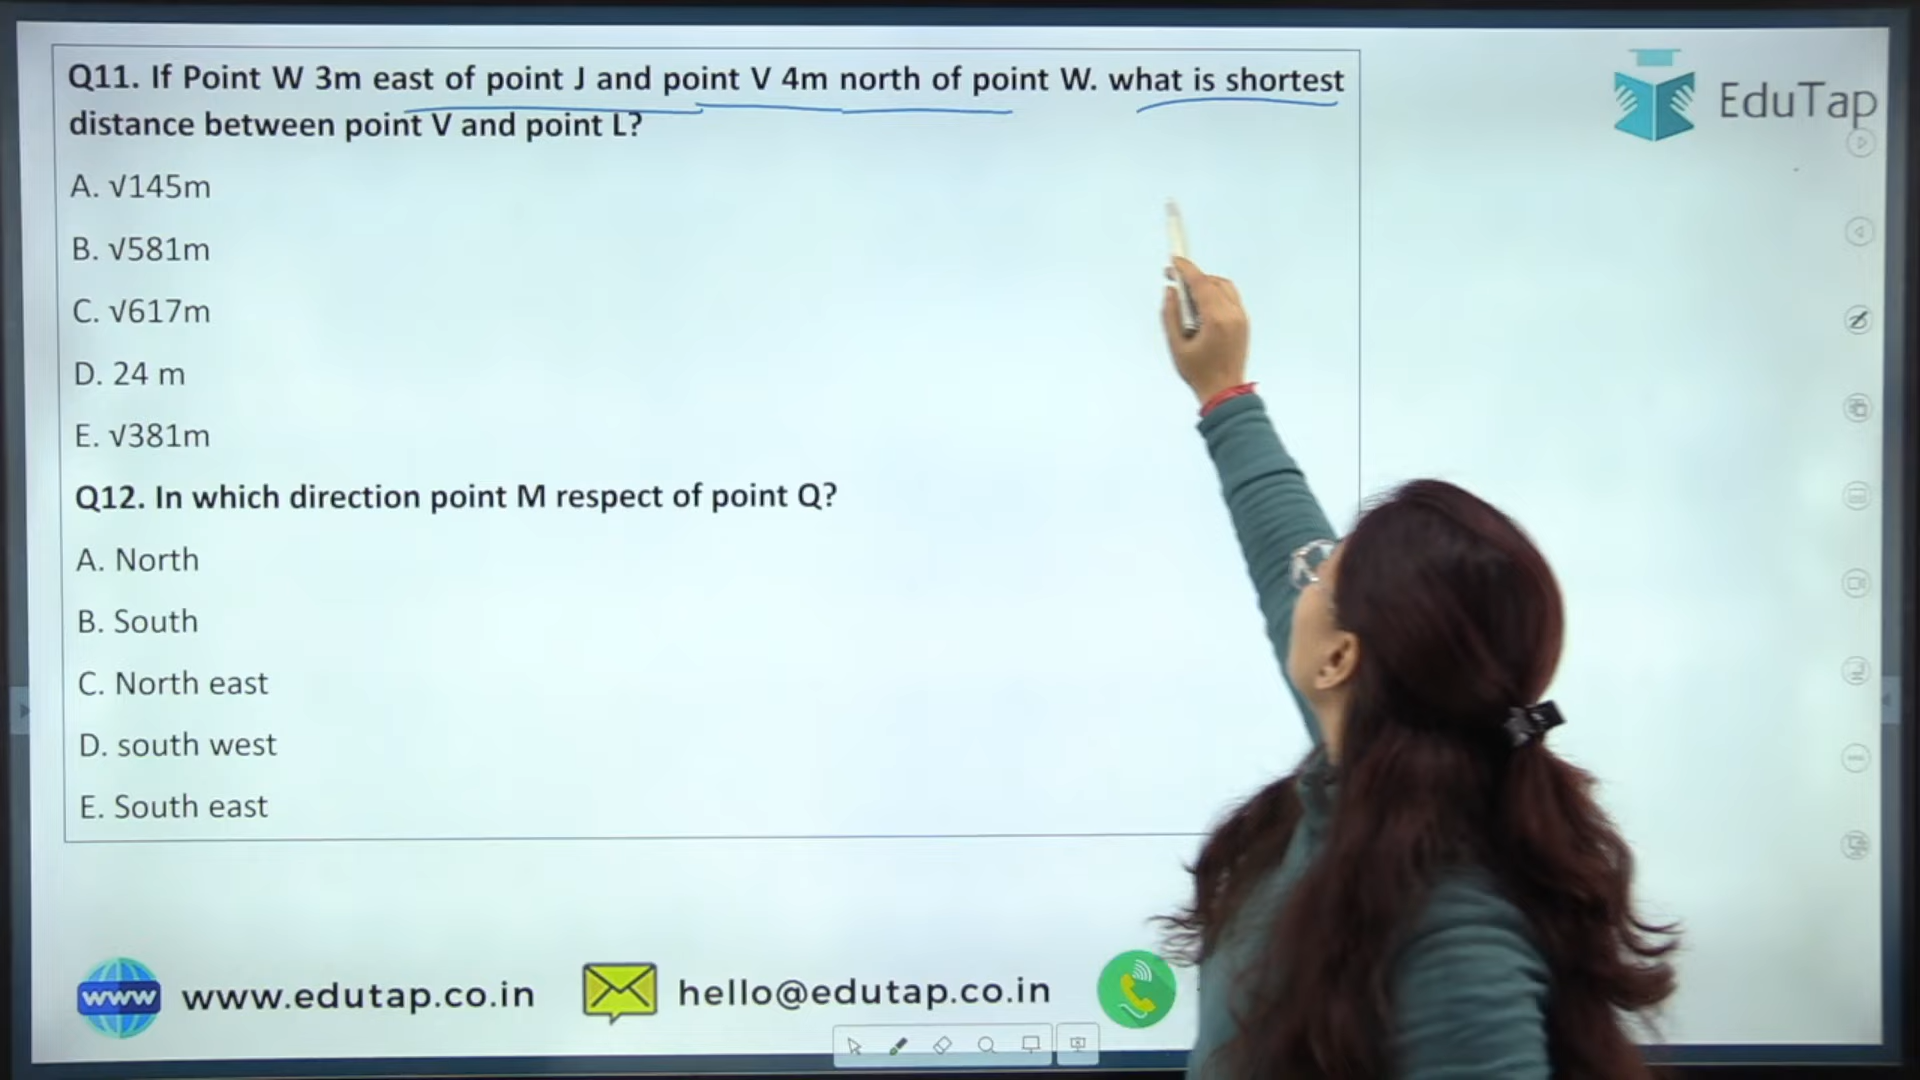 Q11. If Point W 3m east of point J and point V 4m north of point W. what is shortest
distance between point V and point L?
A. √145m
B. √581m
C. √617m
D. 24 m
E. √381m
Q12. In which direction point M respect of point Q?
A. North
B. South
C. North east
D. south west
E. South east
EduTap
www
www.edutap.co.in
hello@edutap.co.in